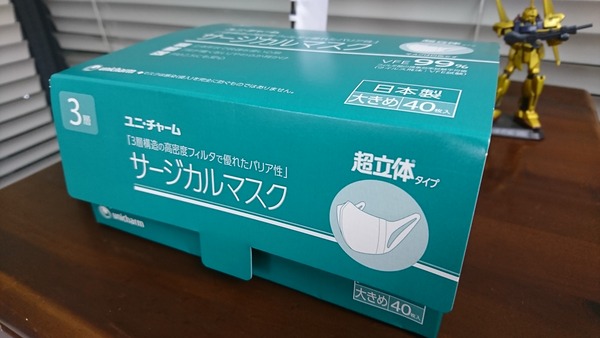 サージカルマスク
VFE 99%
unicharm
日本製
大きめ 40枚入
3層
ユニ・チャーム
「3層構造の高密度フィルタで優れたバリア性」
超立体タイプ
サージカルマスク
unicharm
大きめ 40枚入